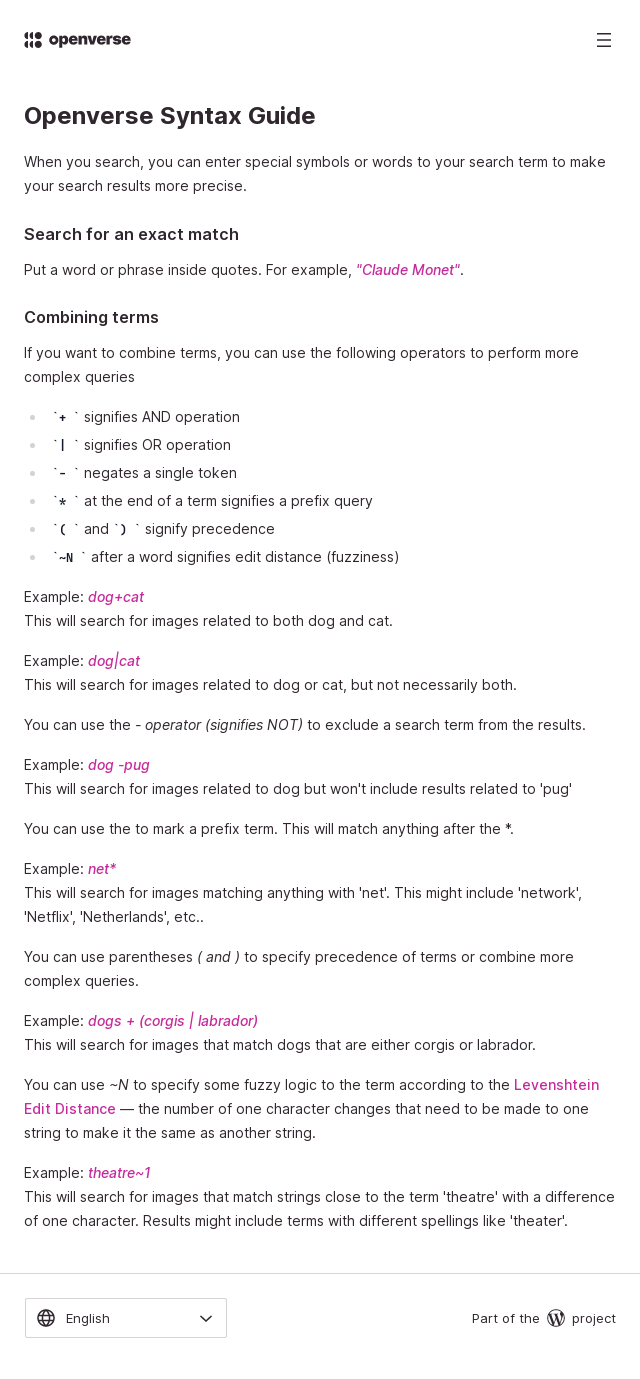 openverse
Openverse Syntax Guide
When you search, you can enter special symbols or words to your search term to make
your search results more precise.
Search for an exact match
Put a word or phrase inside quotes. For example, "Claude Monet".
Combining terms
If you want to combine terms, you can use the following operators to perform more
complex queries
`+ ` signifies AND operation
`| ` signifies OR operation
`- ` negates a single token
`* ` at the end of a term signifies a prefix query
`( ` and `) ` signify precedence
`~N ` after a word signifies edit distance (fuzziness)
Example: dog+cat
This will search for images related to both dog and cat.
Example: dog|cat
This will search for images related to dog or cat, but not necessarily both.
You can use the - operator (signifies NOT) to exclude a search term from the results.
Example: dog -pug
This will search for images related to dog but won't include results related to 'pug'
You can use the to mark a prefix term. This will match anything after the *.
Example: net*
This will search for images matching anything with 'net'. This might include 'network',
'Netflix', 'Netherlands', etc..
You can use parentheses ( and ) to specify precedence of terms or combine more
complex queries.
Example: dogs + (corgis | labrador)
This will search for images that match dogs that are either corgis or labrador.
You can use ~N to specify some fuzzy logic to the term according to the Levenshtein
Edit Distance — the number of one character changes that need to be made to one
string to make it the same as another string.
Example: theatre~1
This will search for images that match strings close to the term 'theatre' with a difference
of one character. Results might include terms with different spellings like 'theater'.
English
Part of the project